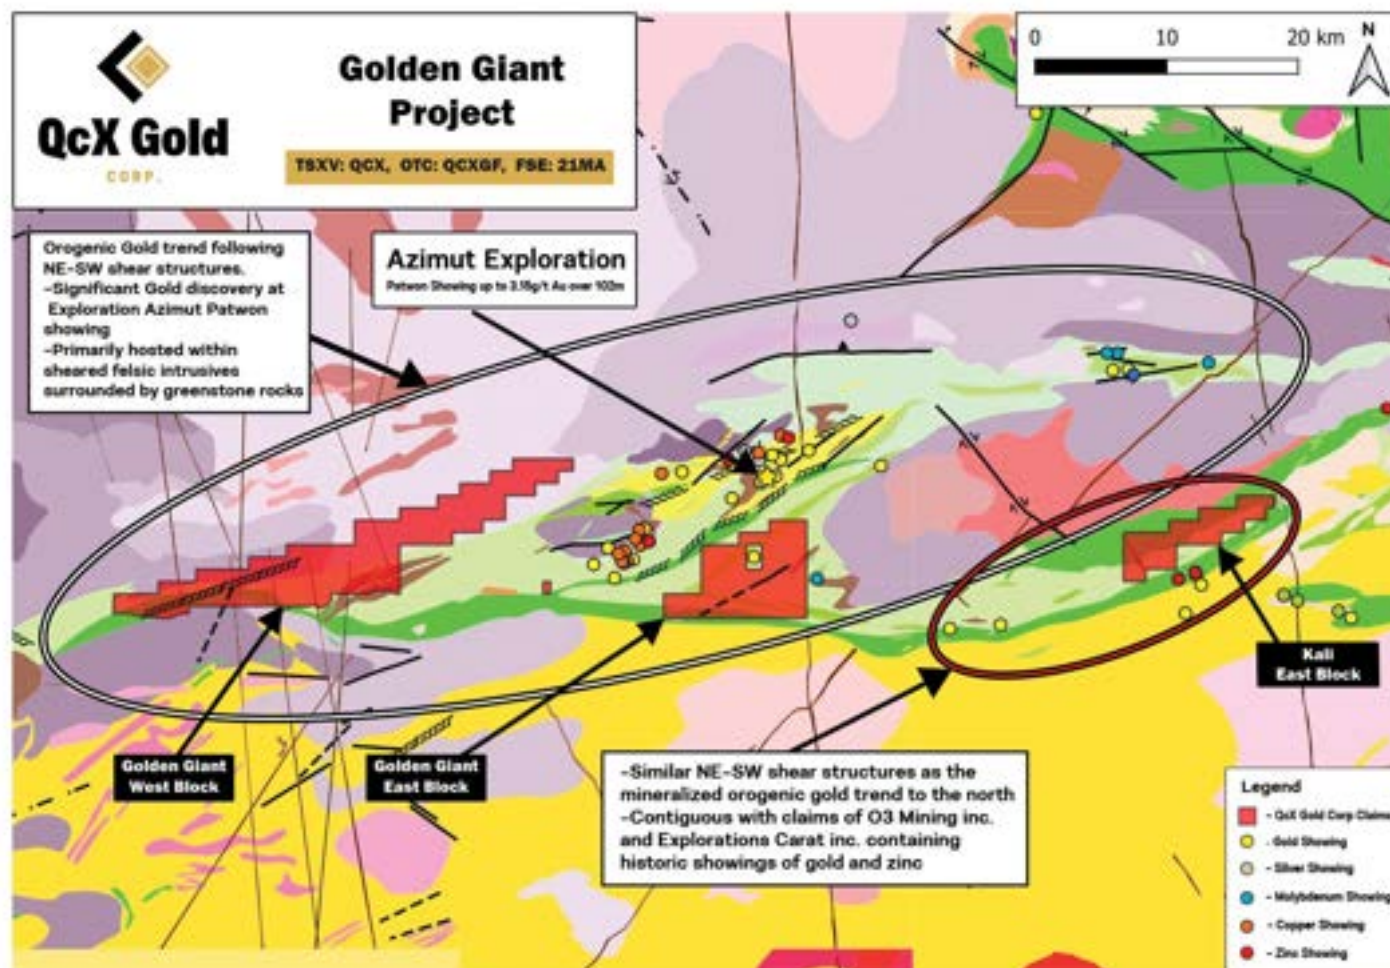 QcX Gold
CORP.
Golden Giant
Project
TSXV: QCX, OTC: QCXGF, FSE: 21MA
0 10 20 km
N
Orogenic Gold trend following
NE-SW shear structures.
-Significant Gold discovery at
Exploration Azimut Patwon
showing
-Primarily hosted within
sheared felsic intrusives
surrounded by greenstone rocks
Azimut Exploration
Patwon Showing up to 3.15g/t Au over 102m
Kali
East Block
Golden Giant
West Block
Golden Giant
East Block
-Similar NE-SW shear structures as the
mineralized orogenic gold trend to the north
-Contiguous with claims of O3 Mining inc.
and Explorations Carat inc. containing
historic showings of gold and zinc
Legend
- QcX Gold Corp Claims
- Gold Showing
- Silver Showing
- Molybdenum Showing
- Copper Showing
- Zinc Showing